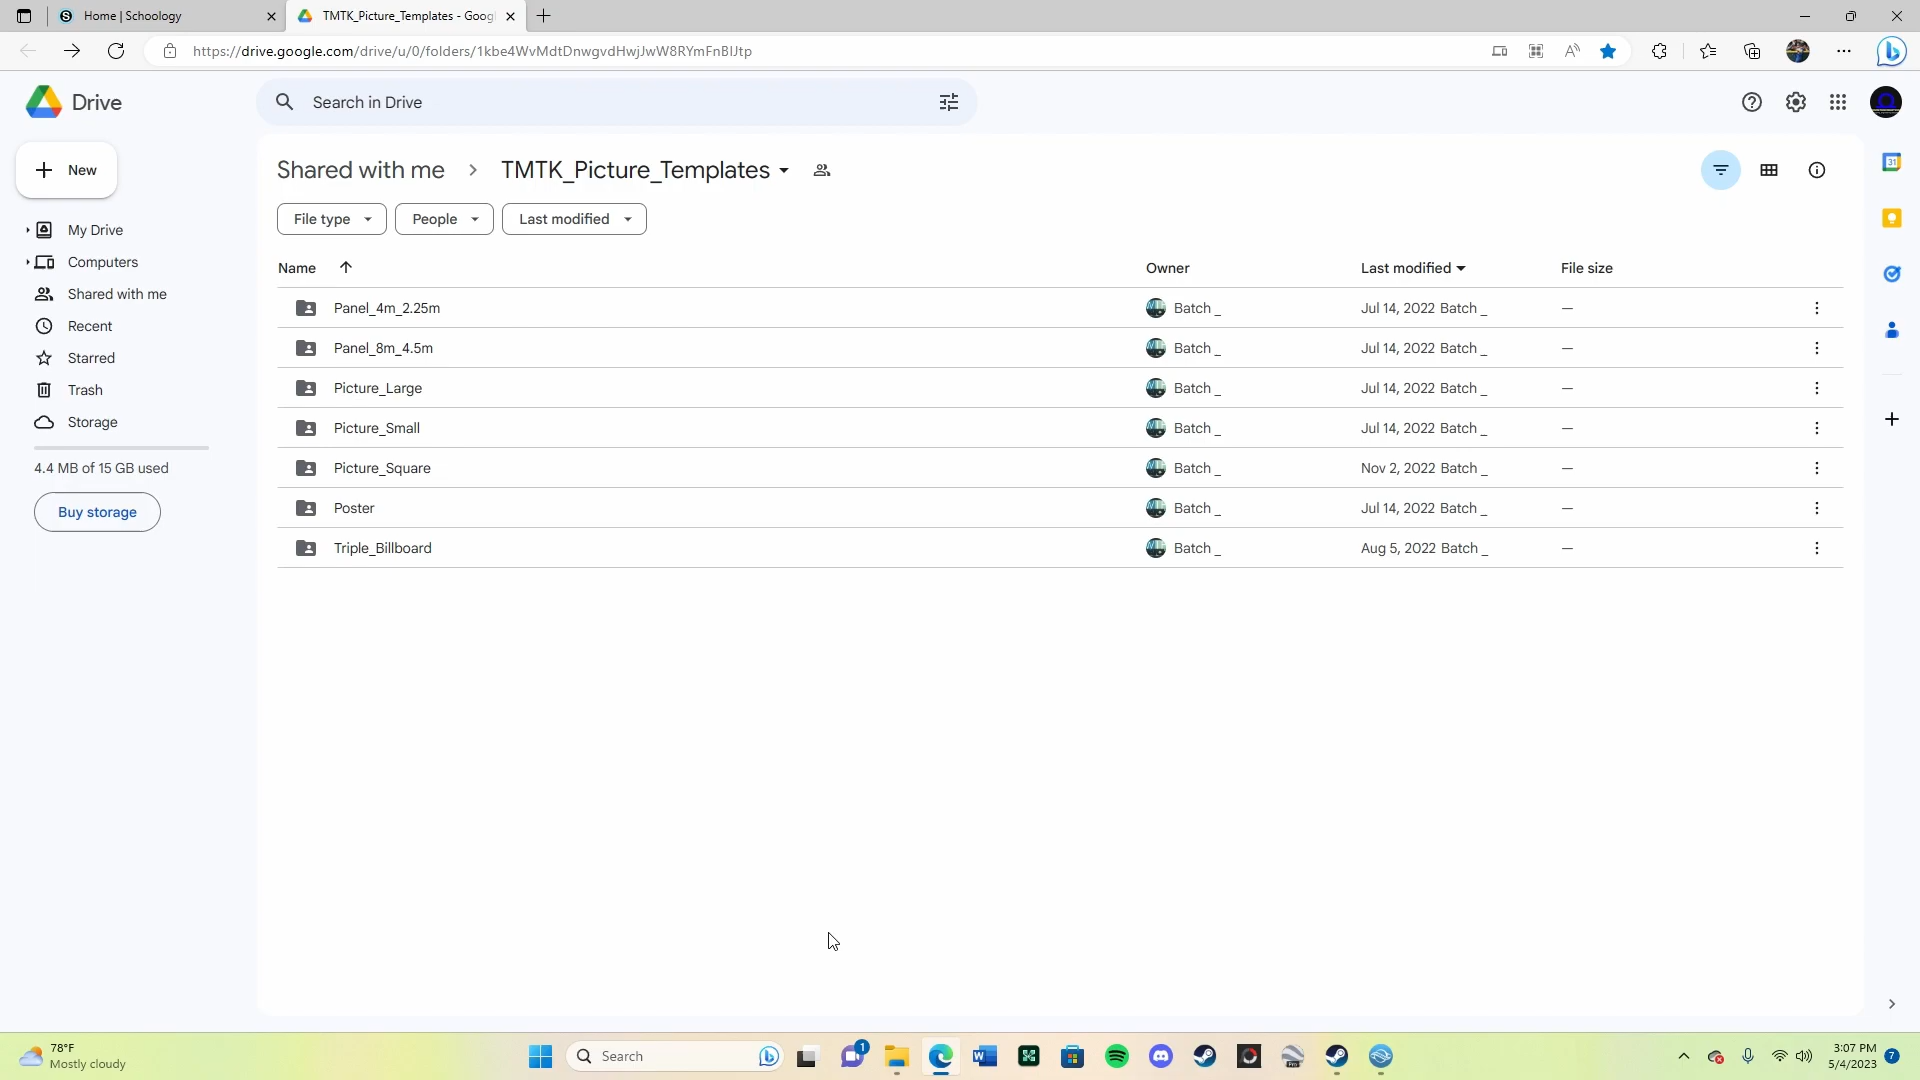 Home | Schoology
TMTK_Picture_Templates - Goog
https://drive.google.com/drive/u/0/folders/1kbe4WvMdtDnwgvdHwjJwW8RYmFnBIJtp
Drive
Search in Drive
New
Shared with me > TMTK_Picture_Templates
File type People Last modified
My Drive
Computers
Shared with me
Recent
Starred
Trash
Storage
4.4 MB of 15 GB used
Buy storage
Name Owner Last modified File size
Panel_4m_2.25m Batch _ Jul 14, 2022 Batch _ —
Panel_8m_4.5m Batch _ Jul 14, 2022 Batch _ —
Picture_Large Batch _ Jul 14, 2022 Batch _ —
Picture_Small Batch _ Jul 14, 2022 Batch _ —
Picture_Square Batch _ Nov 2, 2022 Batch _ —
Poster Batch _ Jul 14, 2022 Batch _ —
Triple_Billboard Batch _ Aug 5, 2022 Batch _ —
31
78°F
Mostly cloudy
Search
1
Pro
3:07 PM
5/4/2023
7